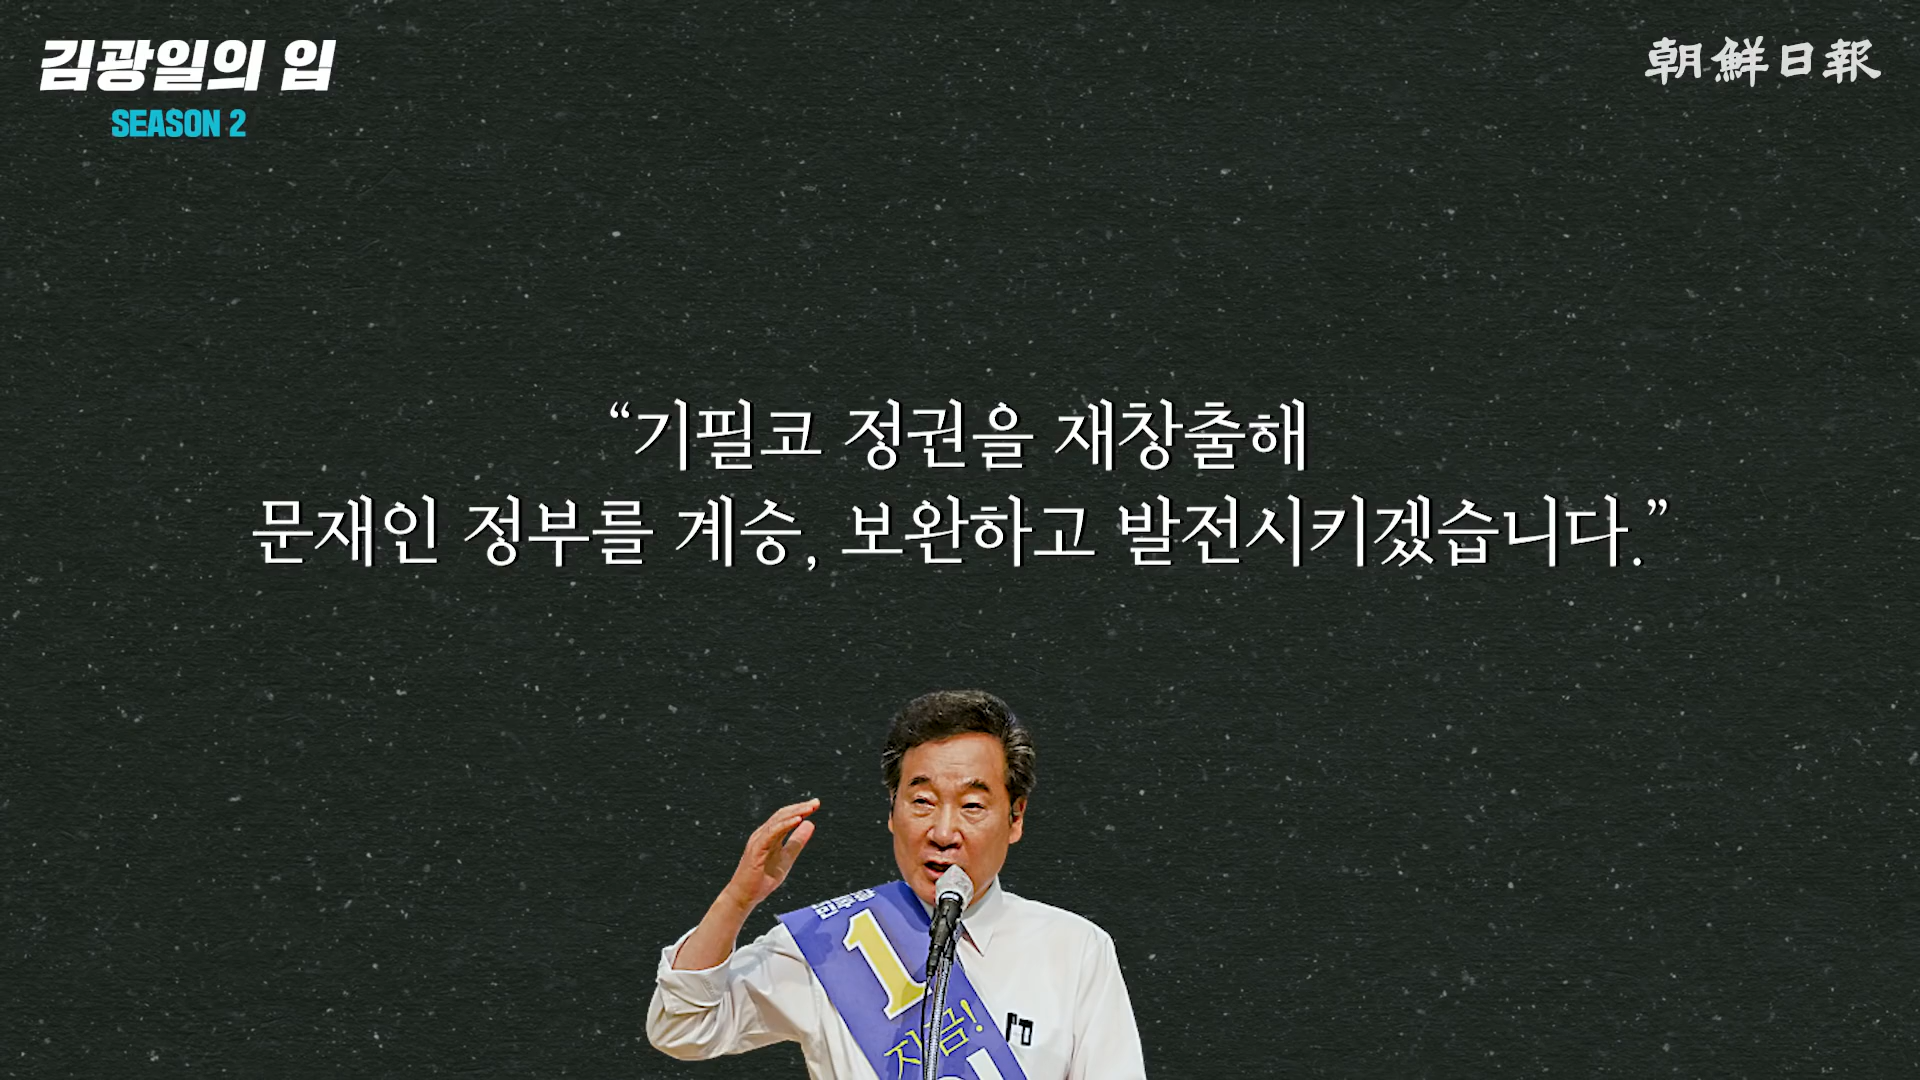 김광일의 입
SEASON 2
朝鮮日報
“기필코 정권을 재창출해
문재인 정부를 계승, 보완하고 발전시키겠습니다.”
1
지금!